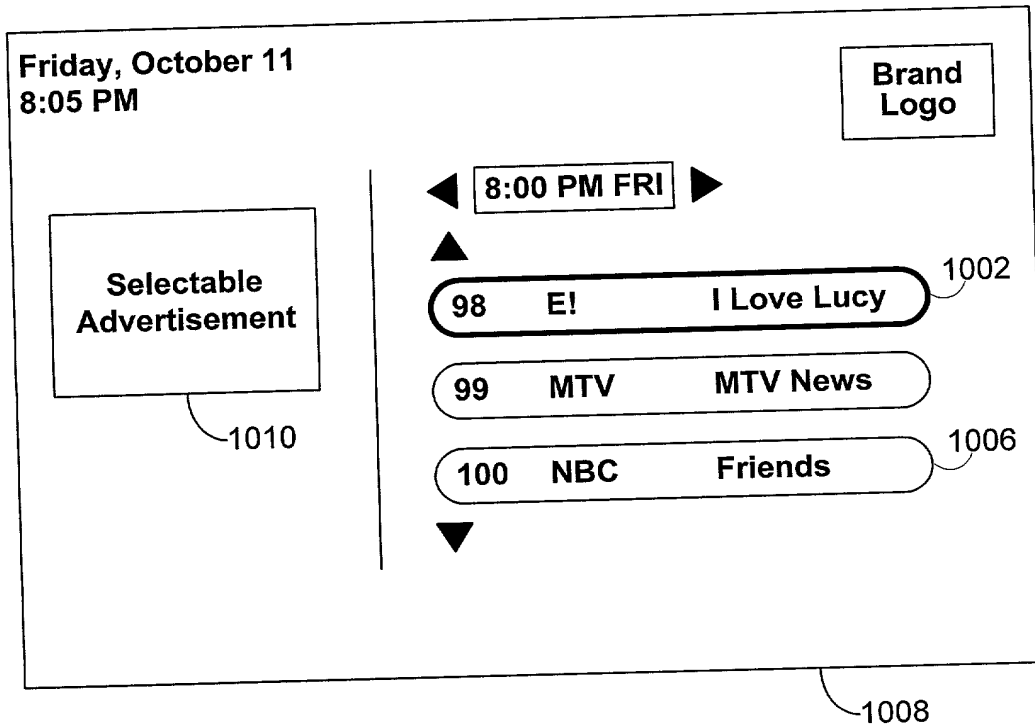 Friday, October 11
8:05 PM
Brand
Logo
8:00 PM FRI
Selectable
Advertisement
1010
98 E! I Love Lucy
1002
99 MTV MTV News
100 NBC Friends
1006
1008